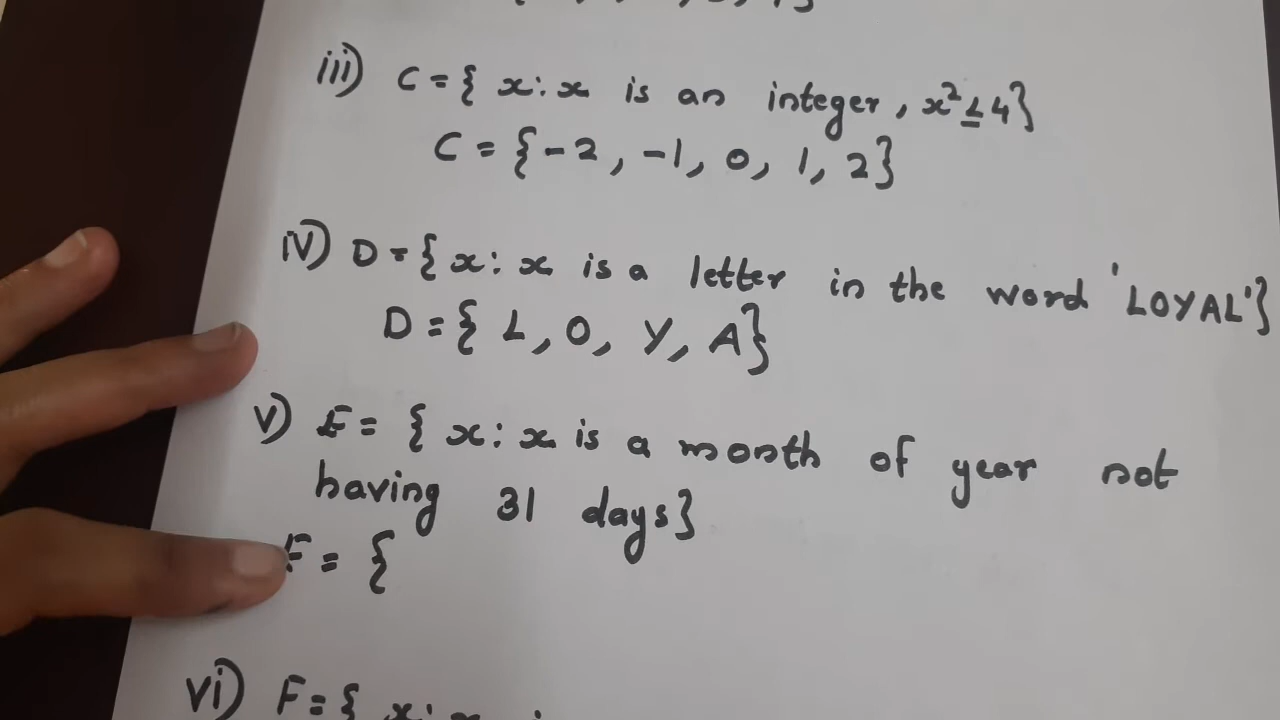 iii) C = { x : x is an integer, x² ≤ 4}
C = {-2, -1, 0, 1, 2}
iv) D = { x : x is a letter in the word 'LOYAL'}
D = { L, O, Y, A}
v) E = { x : x is a month of year not
having 31 days}
E = {
vi) F = { x : x